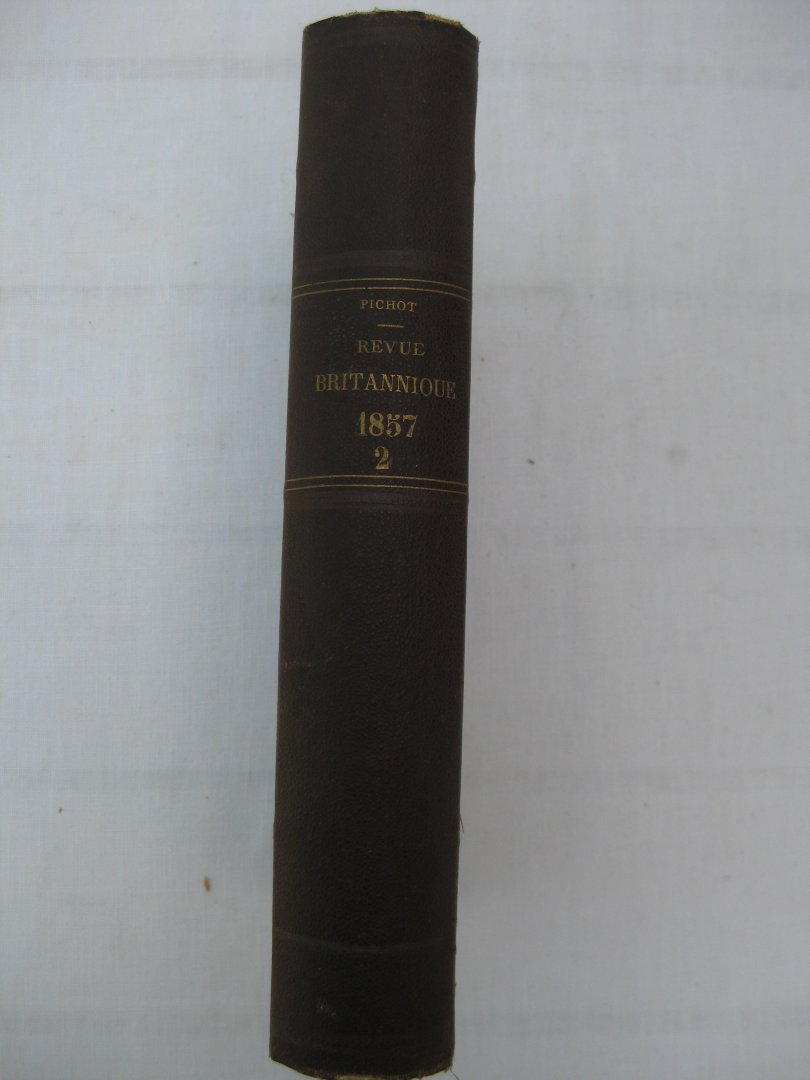 PICHOT
REVUE
BRITANNIQUE
1857
2